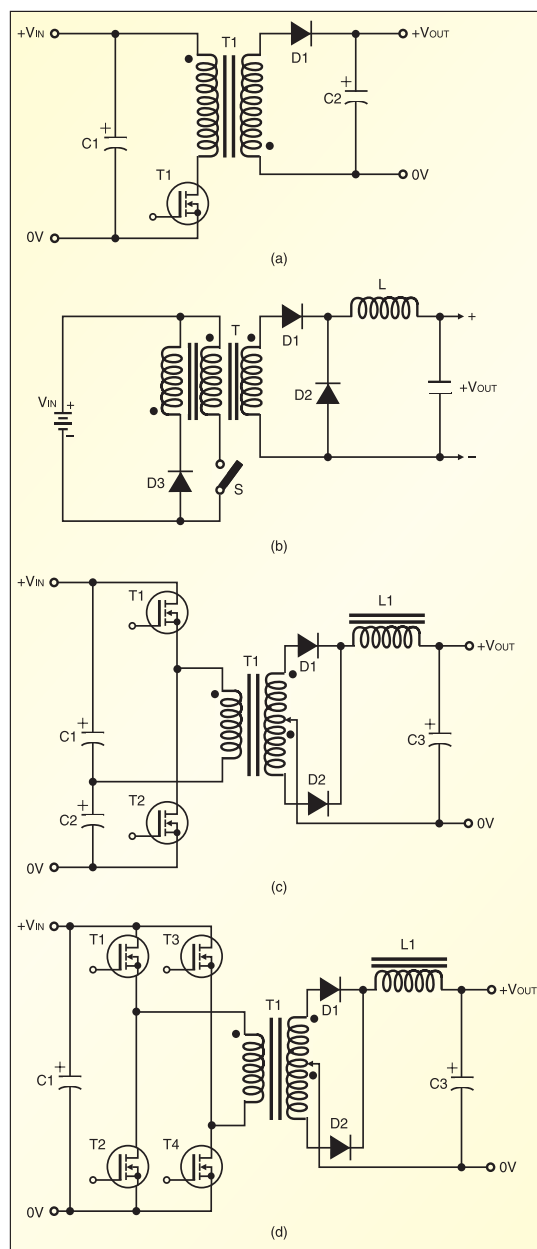 +VIN
T1
D1
+VOUT
C1
+
C2
+
T1
0V
0V
(a)
L
T
D1
+
VIN
+
−
D2
+VOUT
D3
S
−
(b)
+VIN
T1
L1
T1
D1
+VOUT
C1
+
C3
+
C2
+
T2
D2
0V
0V
(c)
+VIN
T1
T3
L1
T1
D1
+VOUT
C1
+
C3
+
T2
T4
D2
0V
0V
(d)